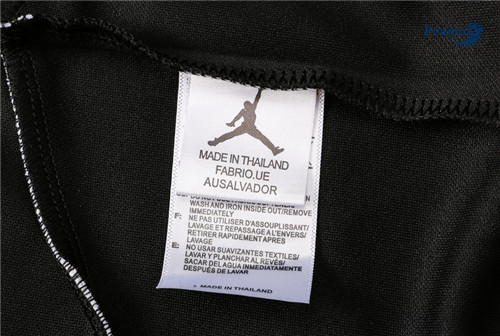 MADE IN THAILAND
FABRIO.UE
AUSALVADOR
WASH AND IRON INSIDE OUT/REMOVE
IMMEDIATELY
F: NE PAS UTILISER D'ASSOUPLISSANT/
LAVAGE ET REPASSAGE A L'ENVERS/
RETIRER RAPIDEMENT APRES
LAVAGE
E: NO USAR SUAVIZANTES TEXTILES/
LAVAR Y PLANCHAR AL REVÉS/
SACAR DEL AGUA INMEDIATAMENTE
DESPUÉS DE LAVAR
MADE IN THAILAND